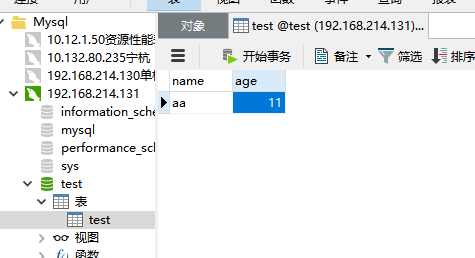 对象
test @test (192.168.214.131)...
开始事务
备注
筛选
排序
name
age
aa
11
Mysql
10.12.1.50资源性能
10.132.80.235宁杭
192.168.214.130单机
192.168.214.131
information_sche
mysql
performance_sch
sys
test
表
test
视图
函数